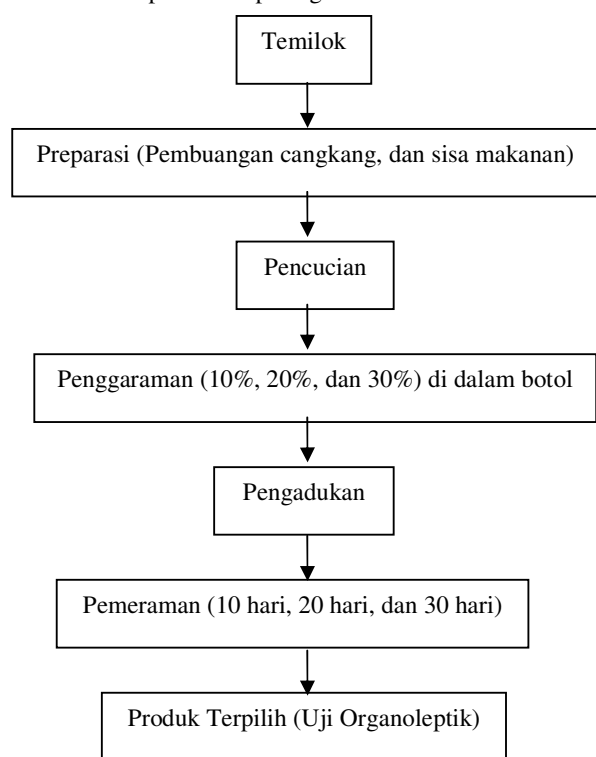 Temilok
Preparasi (Pembuangan cangkang, dan sisa makanan)
Pencucian
Penggaraman (10%, 20%, dan 30%) di dalam botol
Pengadukan
Pemeraman (10 hari, 20 hari, dan 30 hari)
Produk Terpilih (Uji Organoleptik)